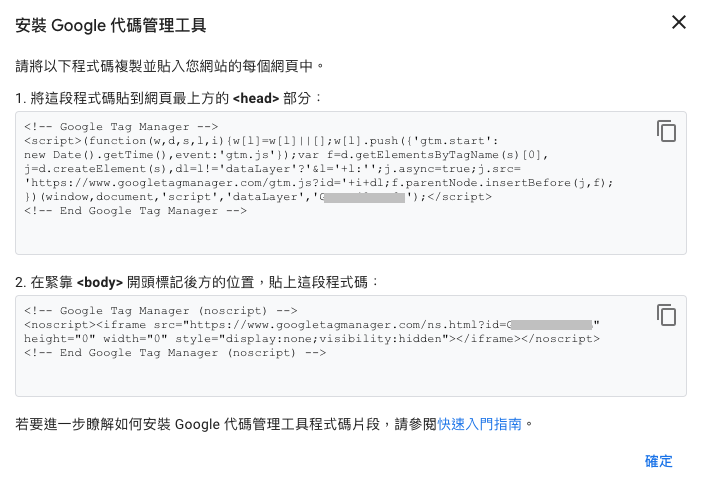 安裝 Google 代碼管理工具
請將以下程式碼複製並貼入您網站的每個網頁中。
1. 將這段程式碼貼到網頁最上方的 <head> 部分：
<!-- Google Tag Manager -->
<script>(function(w,d,s,l,i){w[l]=w[l]||[];w[l].push({'gtm.start':
new Date().getTime(),event:'gtm.js'});var f=d.getElementsByTagName(s)[0],
j=d.createElement(s),dl=l!='dataLayer'?'&l='+l:'';j.async=true;j.src=
'https://www.googletagmanager.com/gtm.js?id='+i+dl;f.parentNode.insertBefore(j,f);
})(window,document,'script','dataLayer','G');</script>
<!-- End Google Tag Manager -->
2. 在緊靠 <body> 開頭標記後方的位置，貼上這段程式碼：
<!-- Google Tag Manager (noscript) -->
<noscript><iframe src="https://www.googletagmanager.com/ns.html?id=G"
height="0" width="0" style="display:none;visibility:hidden"></iframe></noscript>
<!-- End Google Tag Manager (noscript) -->
若要進一步瞭解如何安裝 Google 代碼管理工具程式碼片段，請參閱快速入門指南。
確定